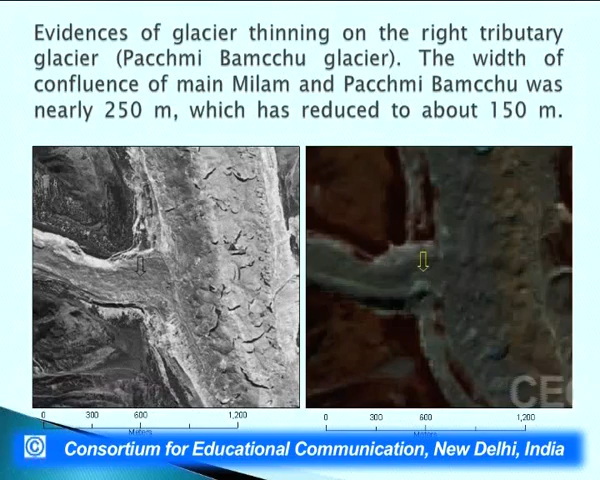 Evidences of glacier thinning on the right tributary
glacier (Pacchmi Bamcchu glacier). The width of
confluence of main Milam and Pacchmi Bamcchu was
nearly 250 m, which has reduced to about 150 m.
CEC
0 300 600 1,200
Meters
0 300 600 1,200
Meters
© Consortium for Educational Communication, New Delhi, India